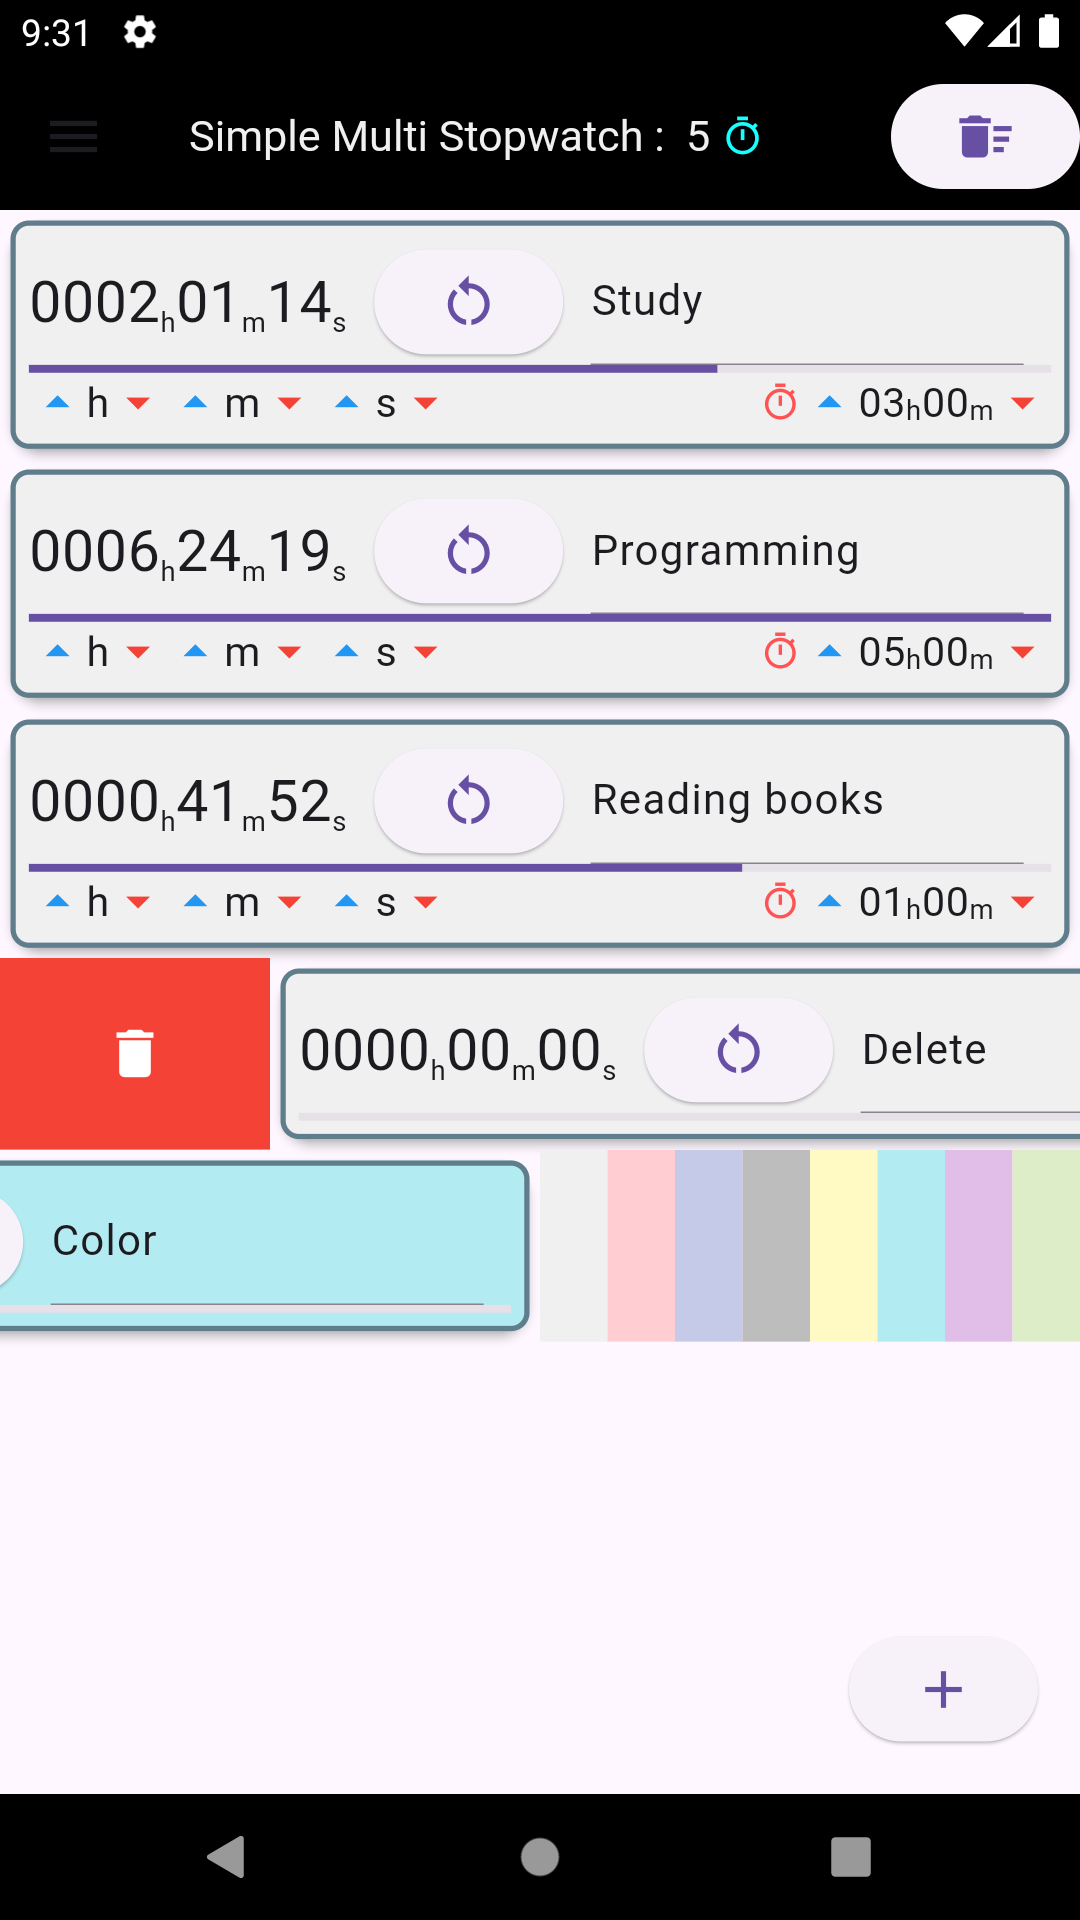 9:31
Simple Multi Stopwatch : 5
0002h01m14s Study
h m s 03h00m
0006h24m19s Programming
h m s 05h00m
0000h41m52s Reading books
h m s 01h00m
0000h00m00s Delete
Color